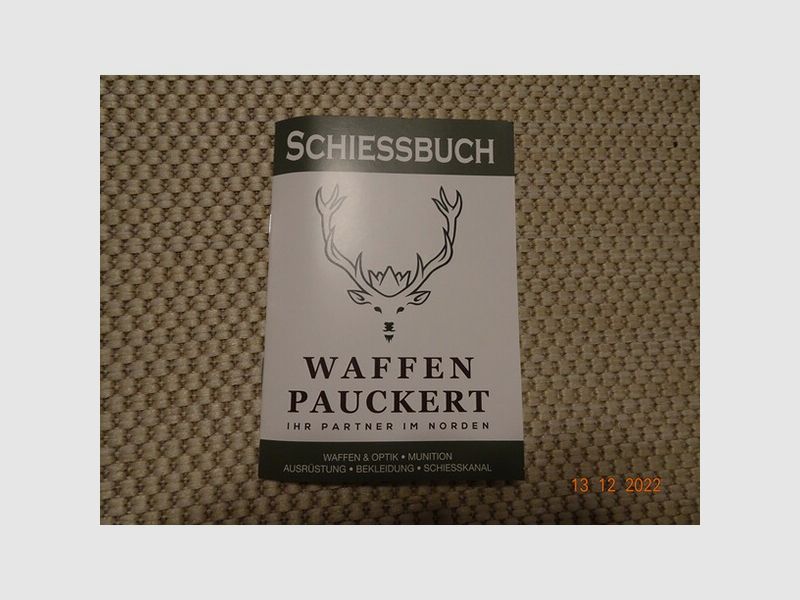 SCHIESSBUCH
WAFFEN
PAUCKERT
IHR PARTNER IM NORDEN
WAFFEN & OPTIK • MUNITION
AUSRÜSTUNG • BEKLEIDUNG • SCHIESSKANAL
13 12 2022